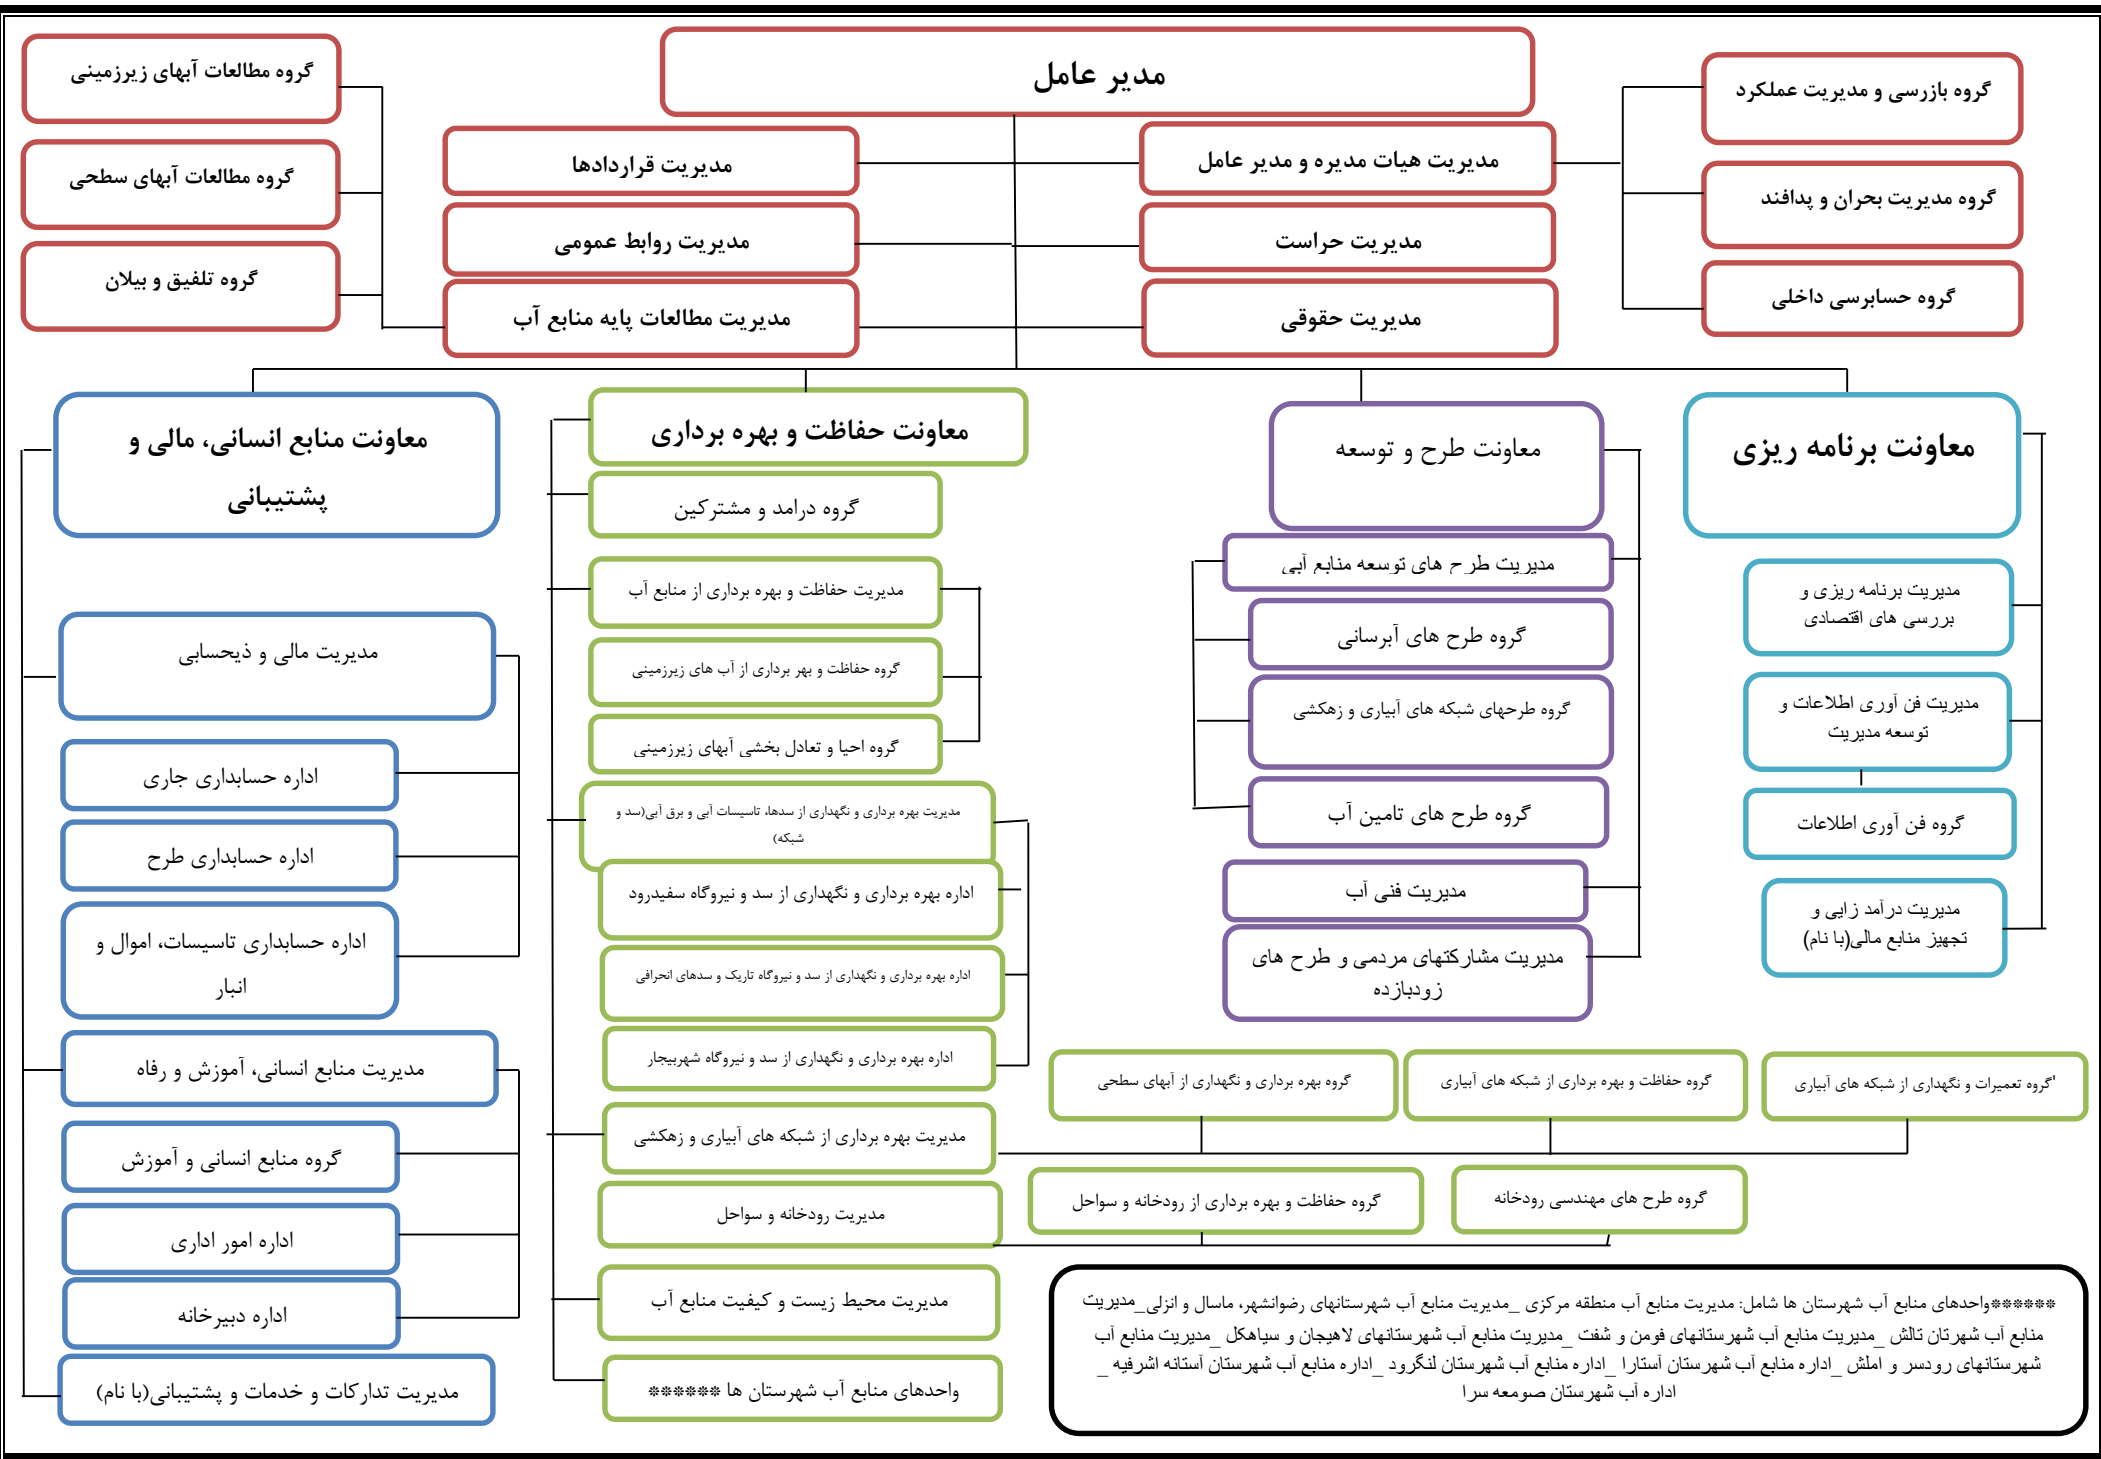 مدیر عامل
گروه بازرسی و مدیریت عملکرد
گروه مدیریت بحران و پدافند
گروه حسابرسی داخلی
مدیریت هیات مدیره و مدیر عامل
مدیریت حراست
مدیریت حقوقی
مدیریت قراردادها
مدیریت روابط عمومی
مدیریت مطالعات پایه منابع آب
گروه مطالعات آبهای زیرزمینی
گروه مطالعات آبهای سطحی
گروه تلفیق و بیلان
معاونت برنامه ریزی
مدیریت برنامه ریزی و
بررسی های اقتصادی
مدیریت فن آوری اطلاعات و
توسعه مدیریت
گروه فن آوری اطلاعات
مدیریت درآمد زایی و
تجهیز منابع مالی(با نام)
معاونت طرح و توسعه
مدیریت طرح های توسعه منابع آبی
گروه طرح های آبرسانی
گروه طرحهای شبکه های آبیاری و زهکشی
گروه طرح های تامین آب
مدیریت فنی آب
مدیریت مشارکتهای مردمی و طرح های
زودبازده
معاونت حفاظت و بهره برداری
گروه درامد و مشترکین
مدیریت حفاظت و بهره برداری از منابع آب
گروه حفاظت و بهر برداری از آب های زیرزمینی
گروه احیا و تعادل بخشی آبهای زیرزمینی
مدیریت بهره برداری و نگهداری از سدها، تاسیسات آبی و برق آبی(سد و
شبکه)
اداره بهره برداری و نگهداری از سد و نیروگاه سفیدرود
اداره بهره برداری و نگهداری از سد و نیروگاه تاریک و سدهای انحرافی
اداره بهره برداری و نگهداری از سد و نیروگاه شهربیجار
مدیریت بهره برداری از شبکه های آبیاری و زهکشی
گروه بهره برداری و نگهداری از آبهای سطحی
گروه حفاظت و بهره برداری از شبکه های آبیاری
'گروه تعمیرات و نگهداری از شبکه های آبیاری
مدیریت رودخانه و سواحل
گروه حفاظت و بهره برداری از رودخانه و سواحل
گروه طرح های مهندسی رودخانه
مدیریت محیط زیست و کیفیت منابع آب
واحدهای منابع آب شهرستان ها ******
معاونت منابع انسانی، مالی و
پشتیبانی
مدیریت مالی و ذیحسابی
اداره حسابداری جاری
اداره حسابداری طرح
اداره حسابداری تاسیسات، اموال و
انبار
مدیریت منابع انسانی، آموزش و رفاه
گروه منابع انسانی و آموزش
اداره امور اداری
اداره دبیرخانه
مدیریت تدارکات و خدمات و پشتیبانی(با نام)
******واحدهای منابع آب شهرستان ها شامل: مدیریت منابع آب منطقه مرکزی _مدیریت منابع آب شهرستانهای رضوانشهر، ماسال و انزلی_مدیریت
منابع آب شهرتان تالش _مدیریت منابع آب شهرستانهای فومن و شفت_مدیریت منابع آب شهرستانهای لاهیجان و سیاهکل _مدیریت منابع آب
شهرستانهای رودسر و املش _اداره منابع آب شهرستان آستارا _اداره منابع آب شهرستان لنگرود_اداره منابع آب شهرستان آستانه اشرفیه _
اداره آب شهرستان صومعه سرا